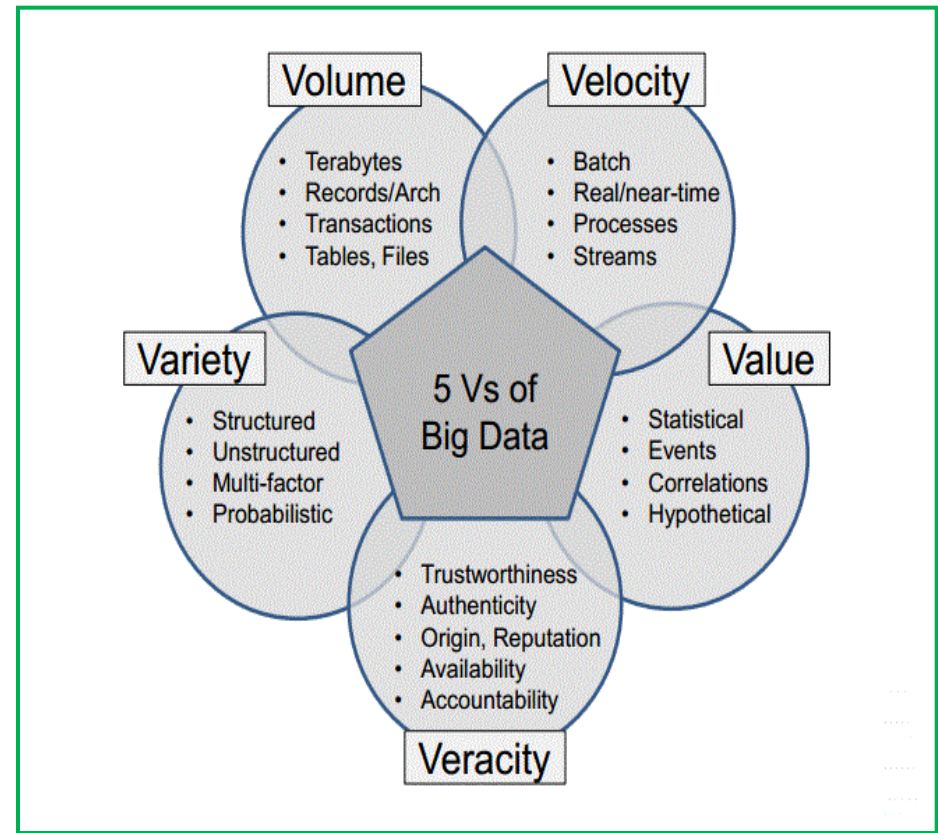 Volume
• Terabytes
• Records/Arch
• Transactions
• Tables, Files
Velocity
• Batch
• Real/near-time
• Processes
• Streams
Variety
• Structured
• Unstructured
• Multi-factor
• Probabilistic
5 Vs of
Big Data
Value
• Statistical
• Events
• Correlations
• Hypothetical
• Trustworthiness
• Authenticity
• Origin, Reputation
• Availability
• Accountability
Veracity